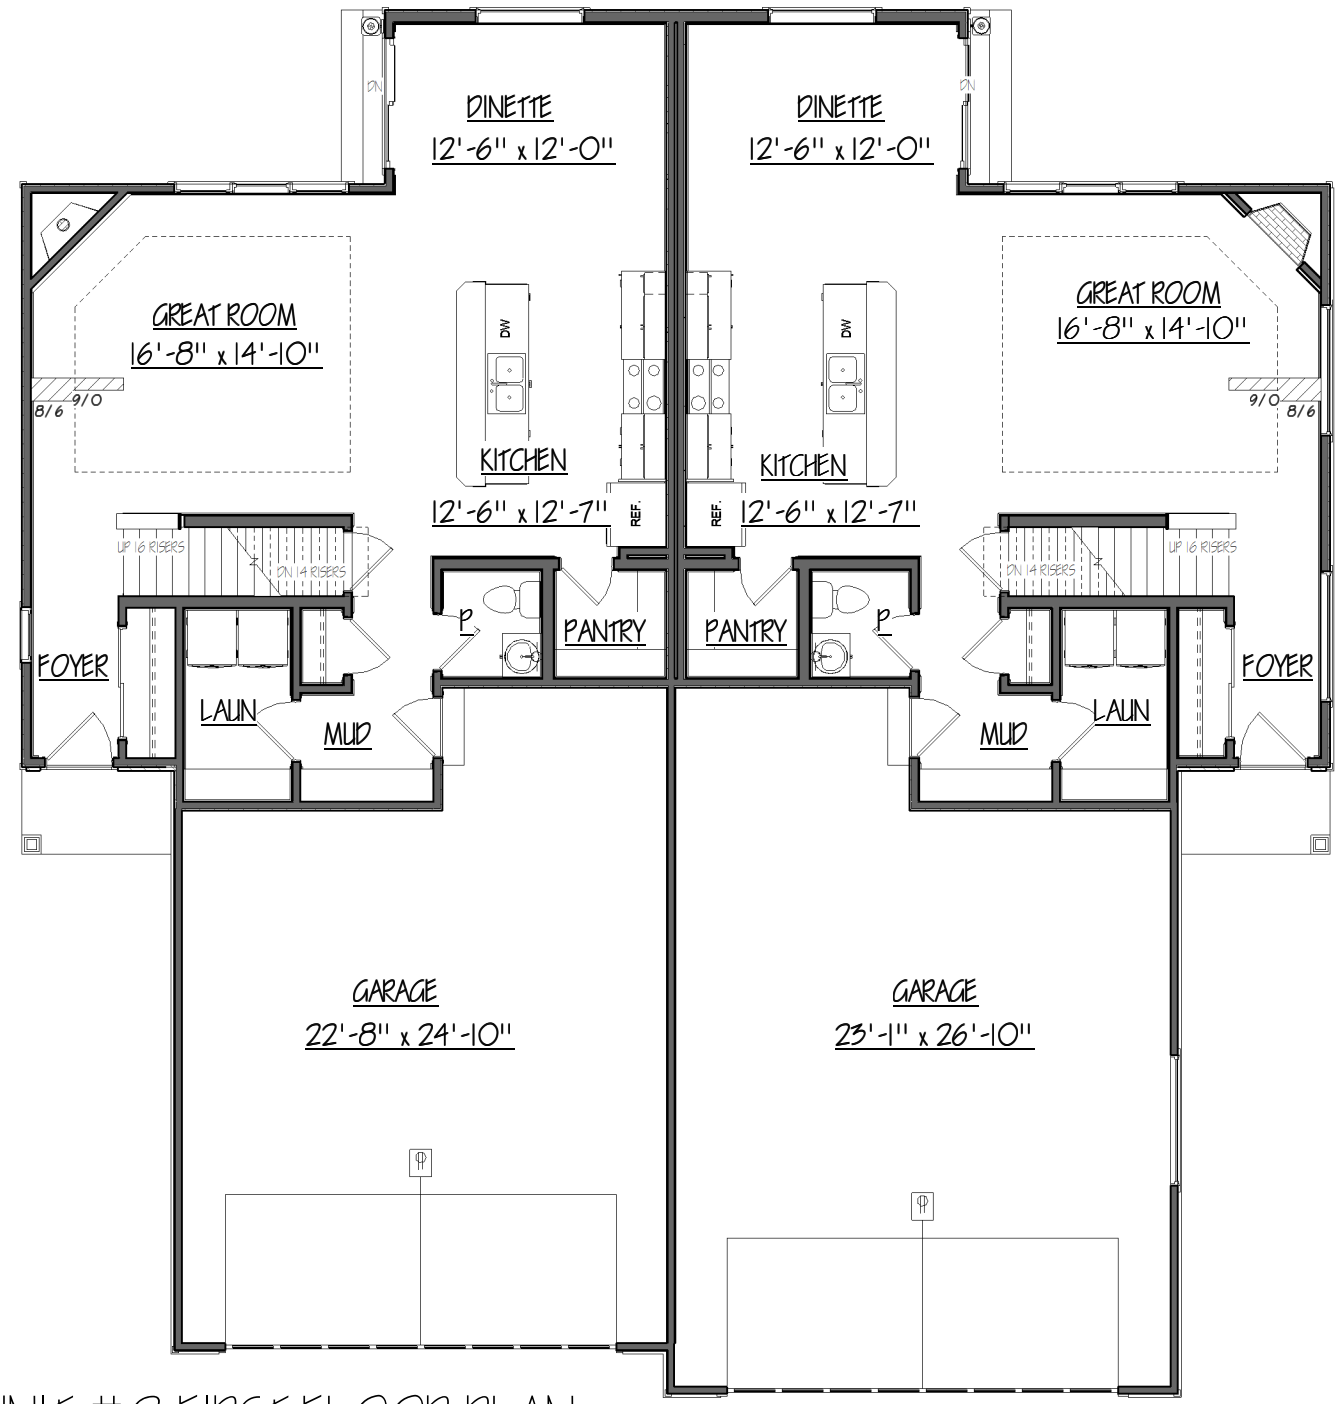 DN
DN
DINETTE
12'-6" x 12'-0"
DINETTE
12'-6" x 12'-0"
GREAT ROOM
16'-8" x 14'-10"
GREAT ROOM
16'-8" x 14'-10"
DW
DW
8/6
9/0
9/0
8/6
KITCHEN
12'-6" x 12'-7"
KITCHEN
12'-6" x 12'-7"
REF.
REF.
UP 16 RISERS
DN 14 RISERS
DN 14 RISERS
UP 16 RISERS
P
PANTRY
PANTRY
P
FOYER
FOYER
LAUN
MUD
MUD
LAUN
GARAGE
22'-8" x 24'-10"
GARAGE
23'-1" x 26'-10"
FLOOR PLAN